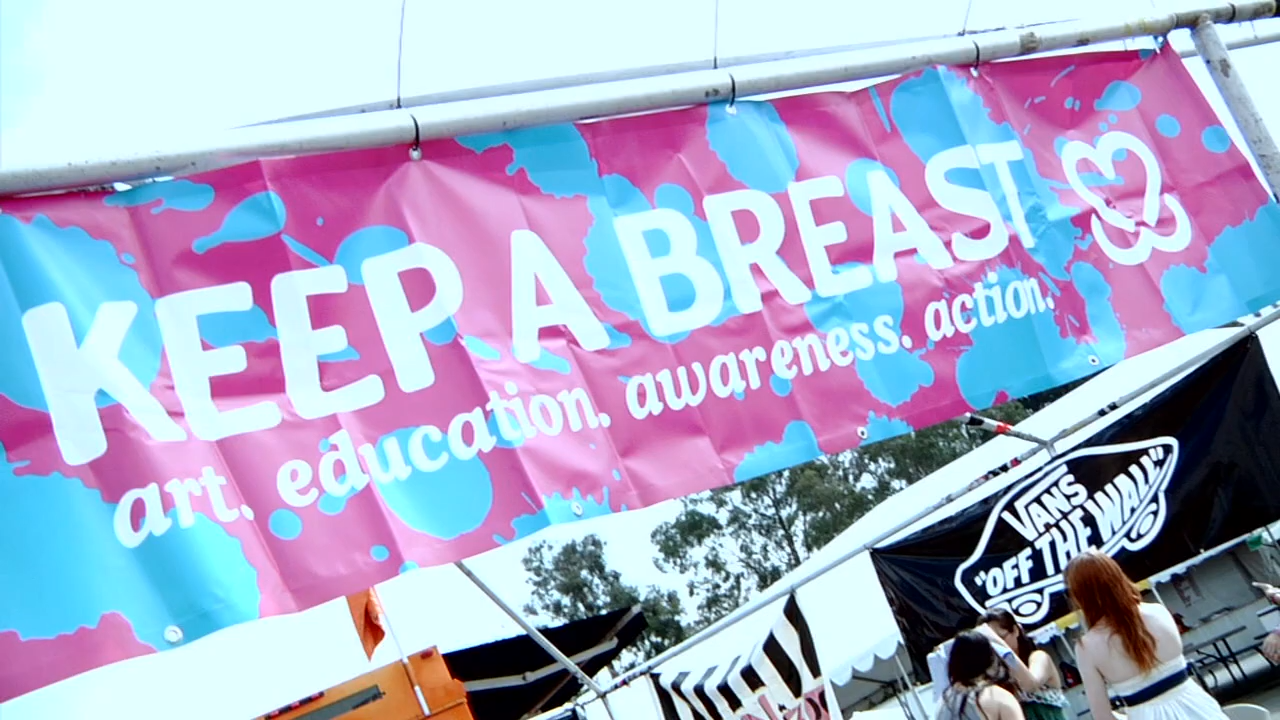 KEEP A BREAST
art. education. awareness. action.
VANS
"OFF THE WALL"